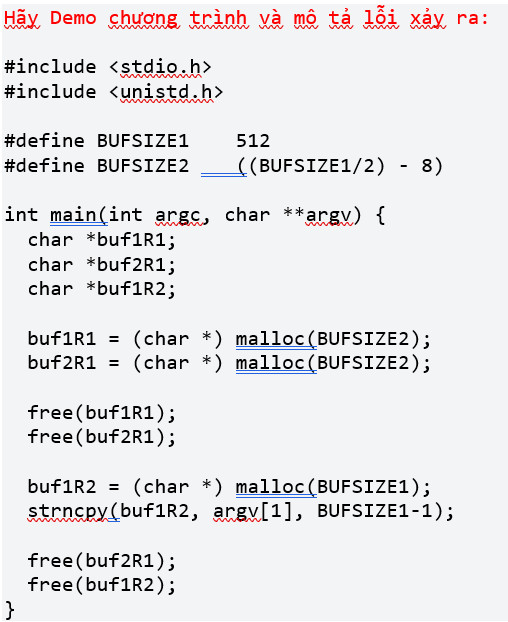 Hãy Demo chương trình và mô tả lỗi xảy ra:
#include <stdio.h>
#include <unistd.h>
#define BUFSIZE1    512
#define BUFSIZE2    ((BUFSIZE1/2) - 8)
int main(int argc, char **argv) {
  char *buf1R1;
  char *buf2R1;
  char *buf1R2;
  buf1R1 = (char *) malloc(BUFSIZE2);
  buf2R1 = (char *) malloc(BUFSIZE2);
  free(buf1R1);
  free(buf2R1);
  buf1R2 = (char *) malloc(BUFSIZE1);
  strncpy(buf1R2, argv[1], BUFSIZE1-1);
  free(buf2R1);
  free(buf1R2);
}